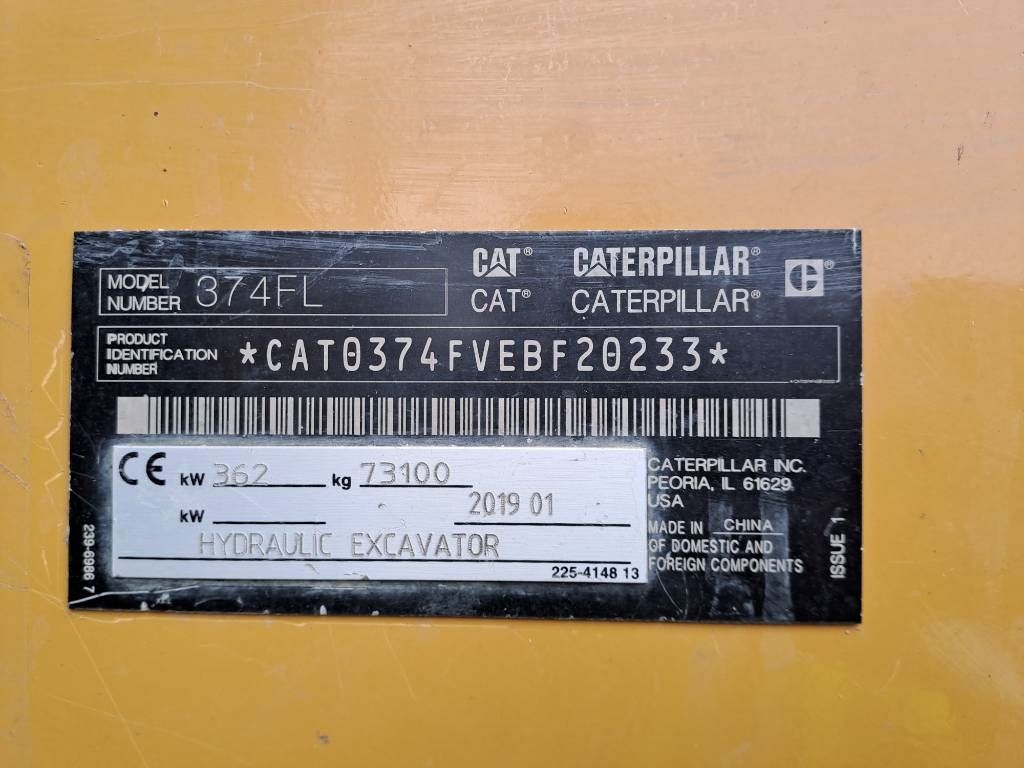 MODEL NUMBER 374FL
CAT® CATERPILLAR® C®
CAT® CATERPILLAR®
PRODUCT
IDENTIFICATION
NUMBER
*CAT0374FVEBF20233*
CE kW 362 kg 73100
kW 2019 01
HYDRAULIC EXCAVATOR
225-4148 13
CATERPILLAR INC.
PEORIA, IL 61629
USA
MADE IN CHINA
OF DOMESTIC AND
FOREIGN COMPONENTS
239-6966 7
ISSUE 1